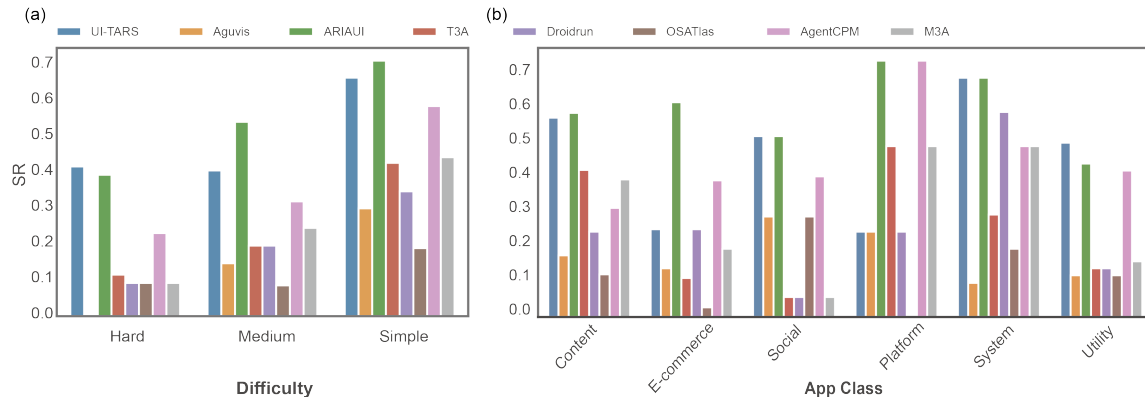 (a)
UI-TARS Aguvis ARIAUI T3A
SR
0.7
0.6
0.5
0.4
0.3
0.2
0.1
0.0
Hard Medium Simple
Difficulty
(b)
Droidrun OSATlas AgentCPM M3A
0.7
0.6
0.5
0.4
0.3
0.2
0.1
0.0
Content E-commerce Social Platform System Utility
App Class